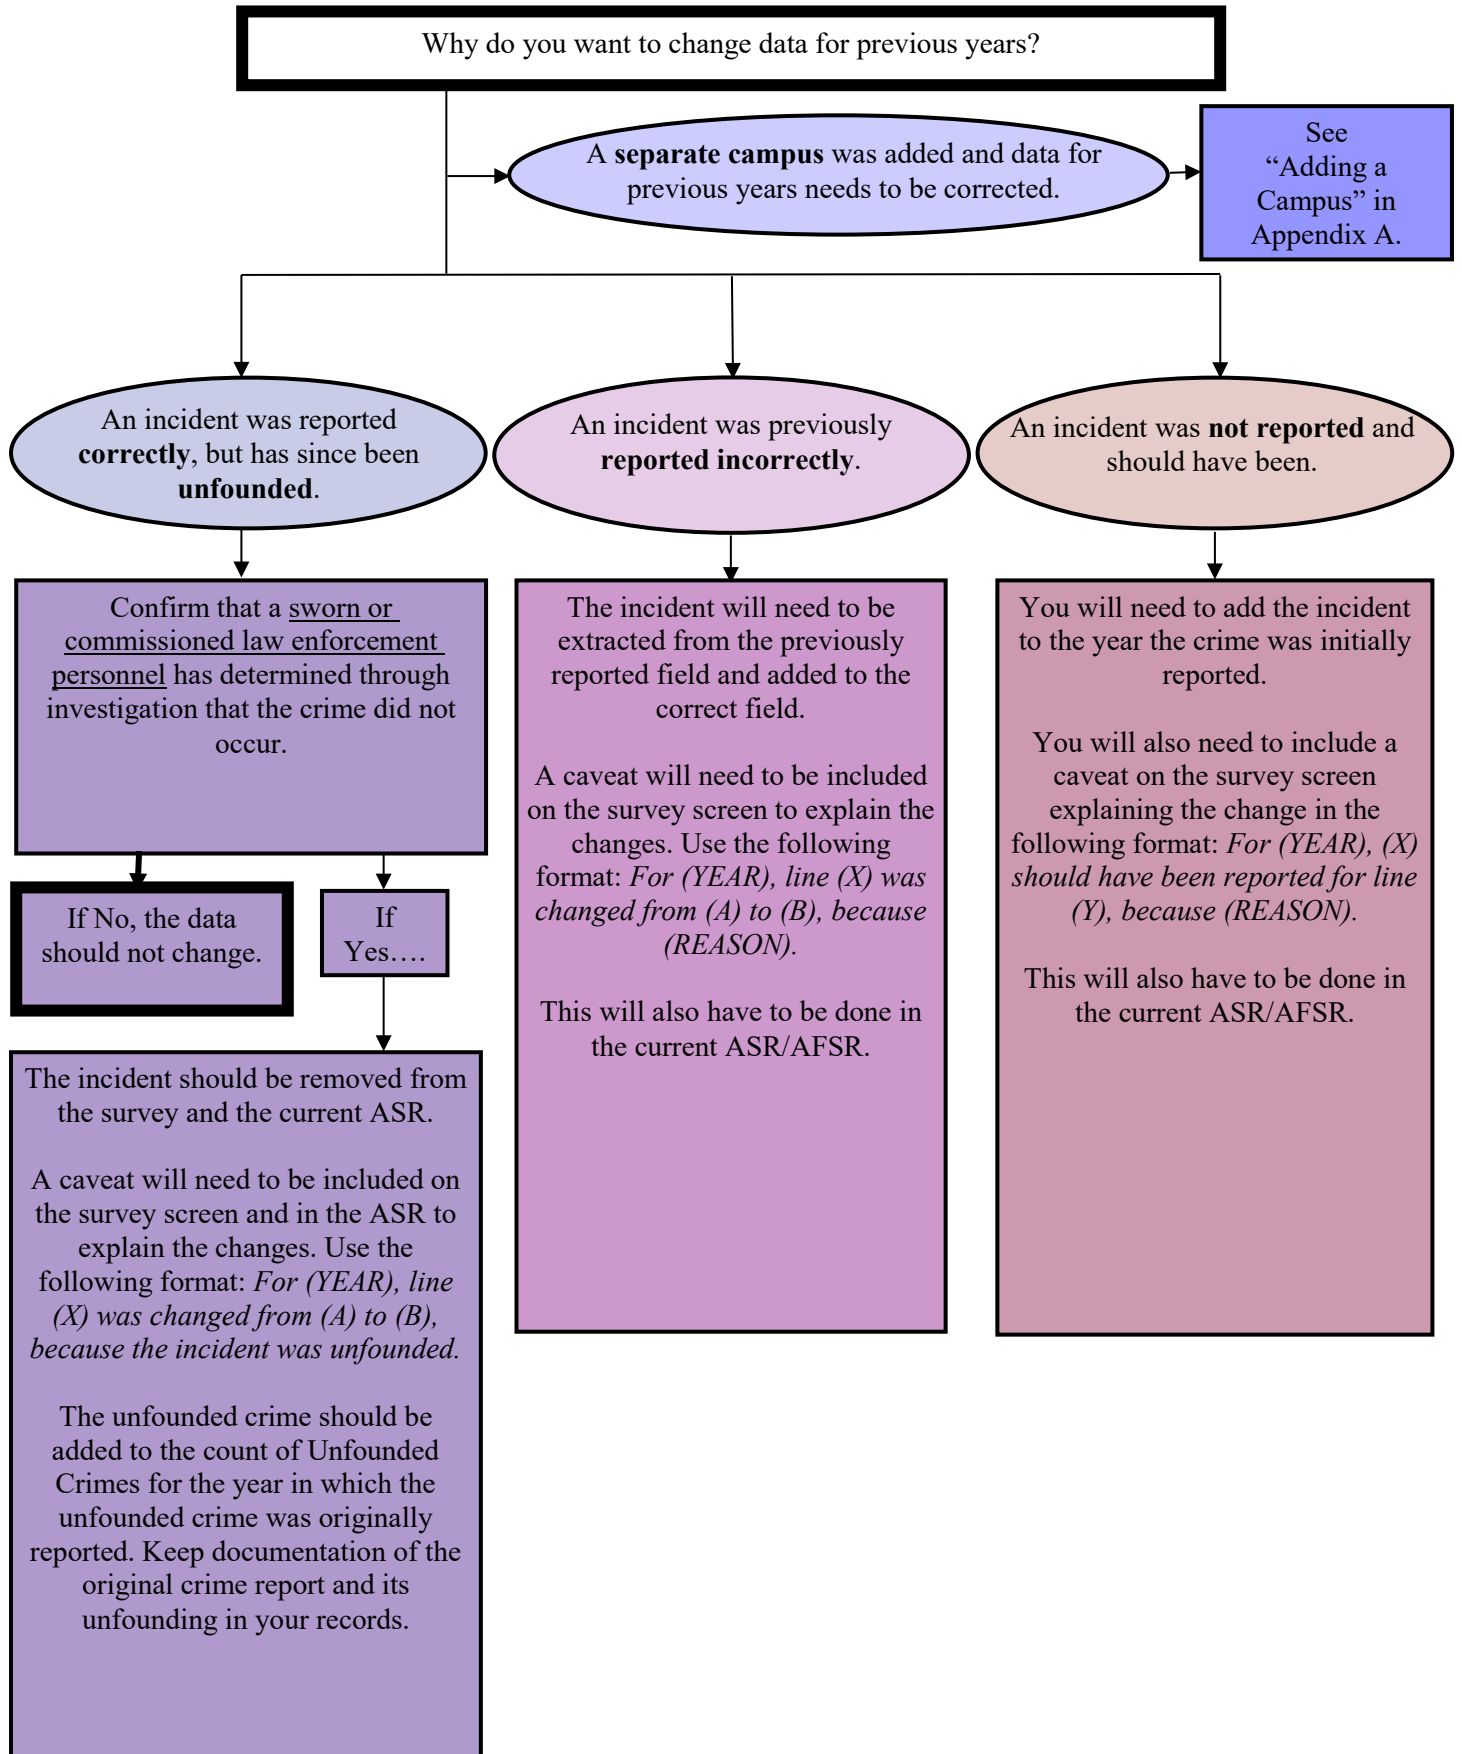 Why do you want to change data for previous years?
A separate campus was added and data for
previous years needs to be corrected.
See
“Adding a
Campus” in
Appendix A.
An incident was reported
correctly, but has since been
unfounded.
An incident was previously
reported incorrectly.
An incident was not reported and
should have been.
Confirm that a sworn or
commissioned law enforcement
personnel has determined through
investigation that the crime did not
occur.
If No, the data
should not change.
If
Yes….
The incident should be removed from
the survey and the current ASR.
A caveat will need to be included on
the survey screen and in the ASR to
explain the changes. Use the
following format: For (YEAR), line
(X) was changed from (A) to (B),
because the incident was unfounded.
The unfounded crime should be
added to the count of Unfounded
Crimes for the year in which the
unfounded crime was originally
reported. Keep documentation of the
original crime report and its
unfounding in your records.
The incident will need to be
extracted from the previously
reported field and added to the
correct field.
A caveat will need to be included
on the survey screen to explain the
changes. Use the following
format: For (YEAR), line (X) was
changed from (A) to (B), because
(REASON).
This will also have to be done in
the current ASR/AFSR.
You will need to add the incident
to the year the crime was initially
reported.
You will also need to include a
caveat on the survey screen
explaining the change in the
following format: For (YEAR), (X)
should have been reported for line
(Y), because (REASON).
This will also have to be done in
the current ASR/AFSR.